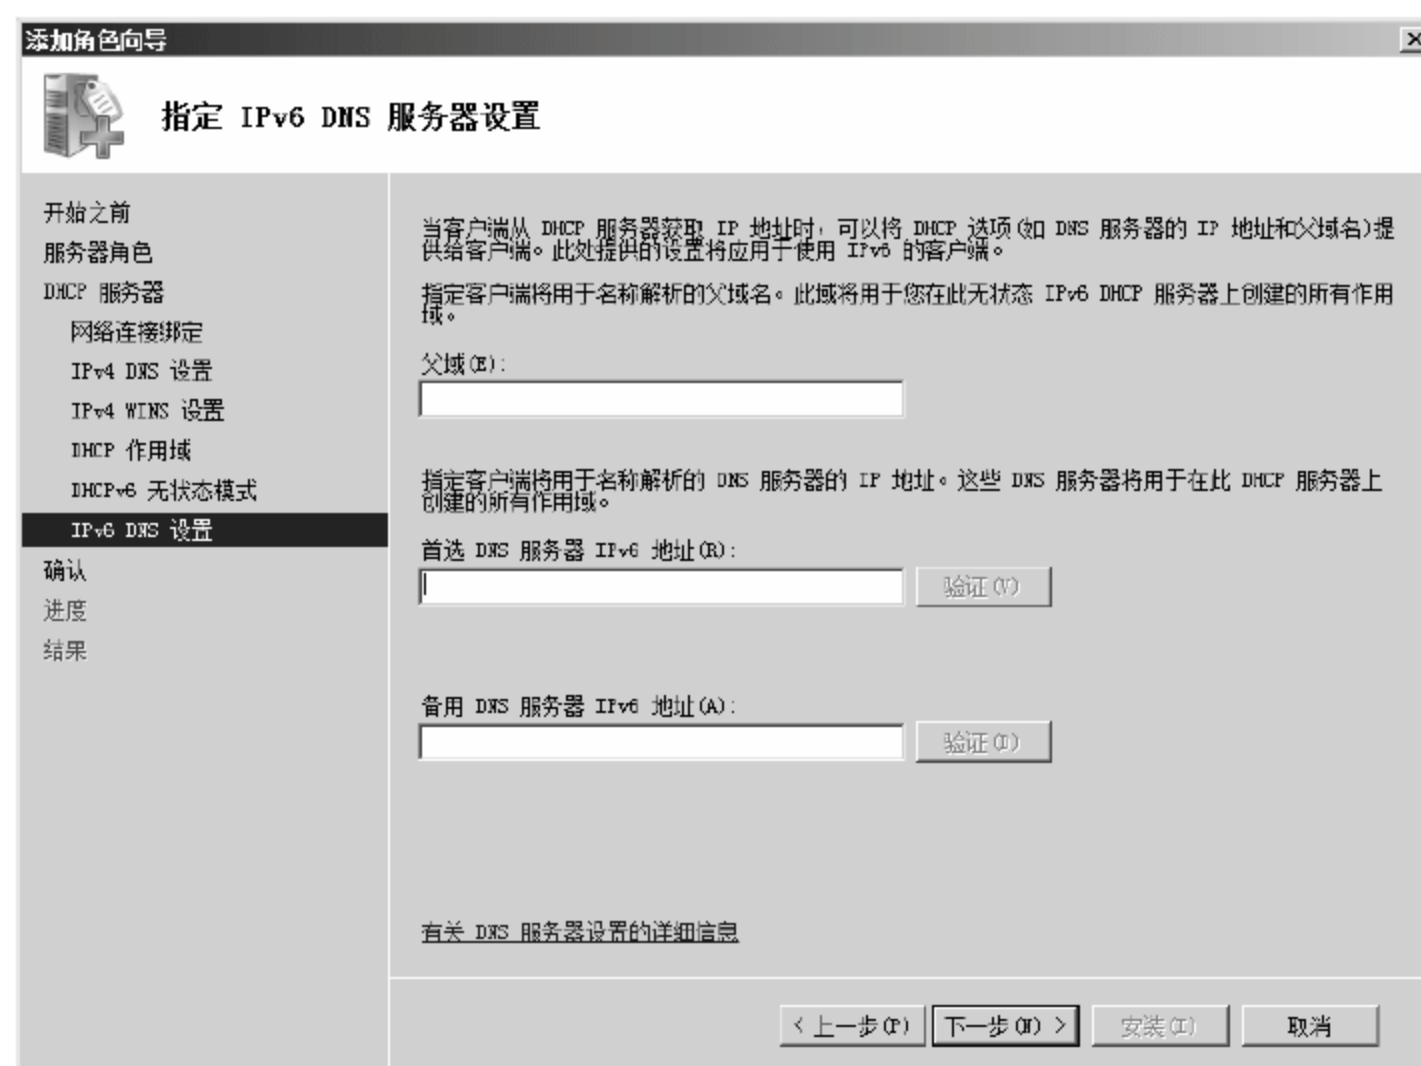 添加角色向导
指定 IPv6 DNS 服务器设置
开始之前
服务器角色
DHCP 服务器
网络连接绑定
IPv4 DNS 设置
IPv4 WINS 设置
DHCP 作用域
DHCPv6 无状态模式
IPv6 DNS 设置
确认
进度
结果
当客户端从 DHCP 服务器获取 IP 地址时，可以将 DHCP 选项(如 DNS 服务器的 IP 地址和父域名)提
供给客户端。此处提供的设置将应用于使用 IPv6 的客户端。
指定客户端将用于名称解析的父域名。此域将用于您在此无状态 IPv6 DHCP 服务器上创建的所有作用
域。
父域(E):
指定客户端将用于名称解析的 DNS 服务器的 IP 地址。这些 DNS 服务器将用于在此 DHCP 服务器上
创建的所有作用域。
首选 DNS 服务器 IPv6 地址(R):
验证(V)
备用 DNS 服务器 IPv6 地址(A):
验证(D)
有关 DNS 服务器设置的详细信息
< 上一步(P)
下一步(N) >
安装(I)
取消